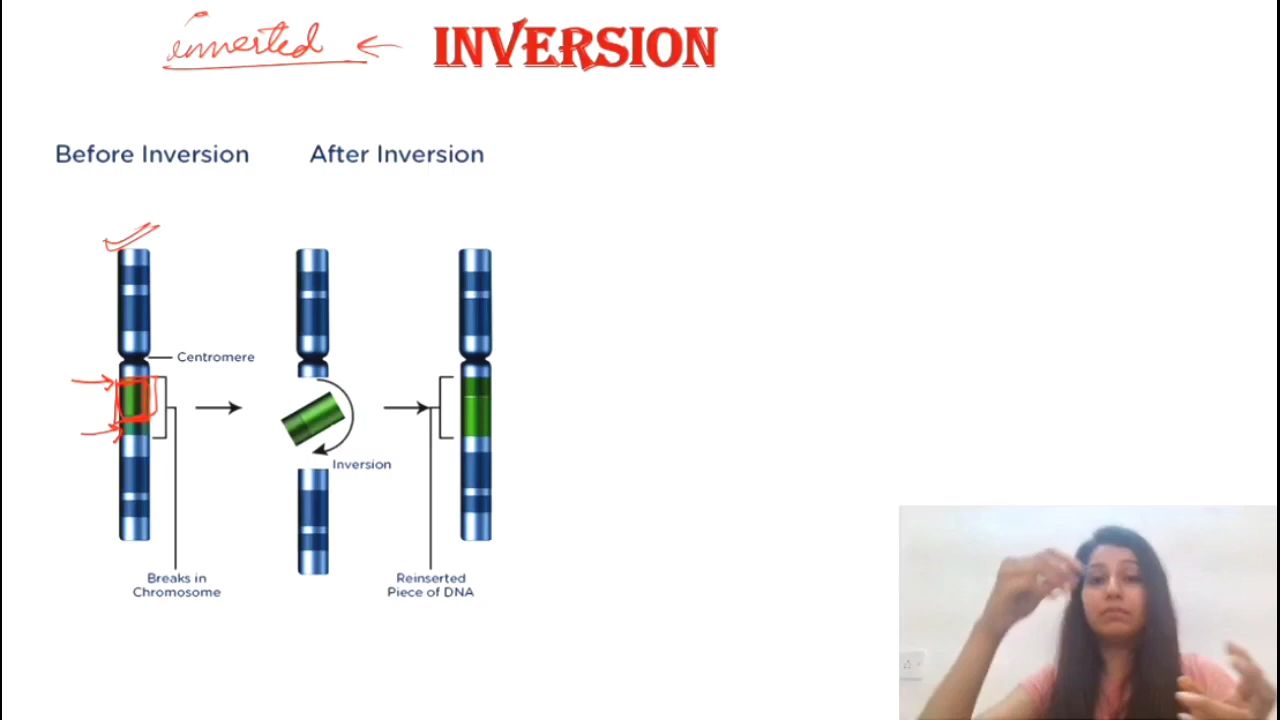 inverted ← INVERSION
Before Inversion After Inversion
Centromere
Inversion
Breaks in
Chromosome
Reinserted
Piece of DNA